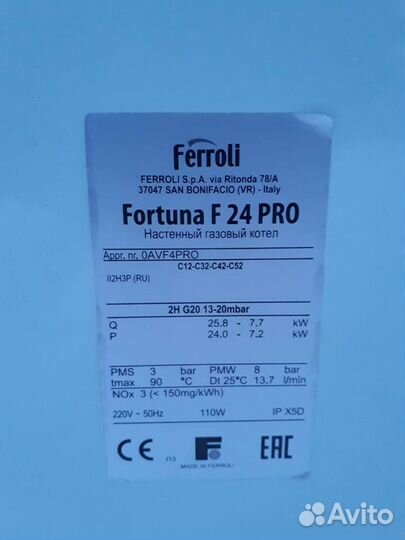 Ferroli
FERROLI S.p.A. via Ritonda 78/A
37047 SAN BONIFACIO (VR) - Italy
Fortuna F 24 PRO
Настенный газовый котел
Appr. nr. 0AVF4PRO
C12-C32-C42-C52
II2H3P (RU)
2H G20 13-20mbar
Q 25.8 - 7.7 kW
P 24.0 - 7.2 kW
PMS 3 bar PMW 8 bar
tmax 90 °C Dt 25°C 13,7 l/min
NOx 3 (< 150mg/kWh)
220V ~ 50Hz 110W IP X5D
CE /13 F EAC
MADE IN FERROLI
Avito